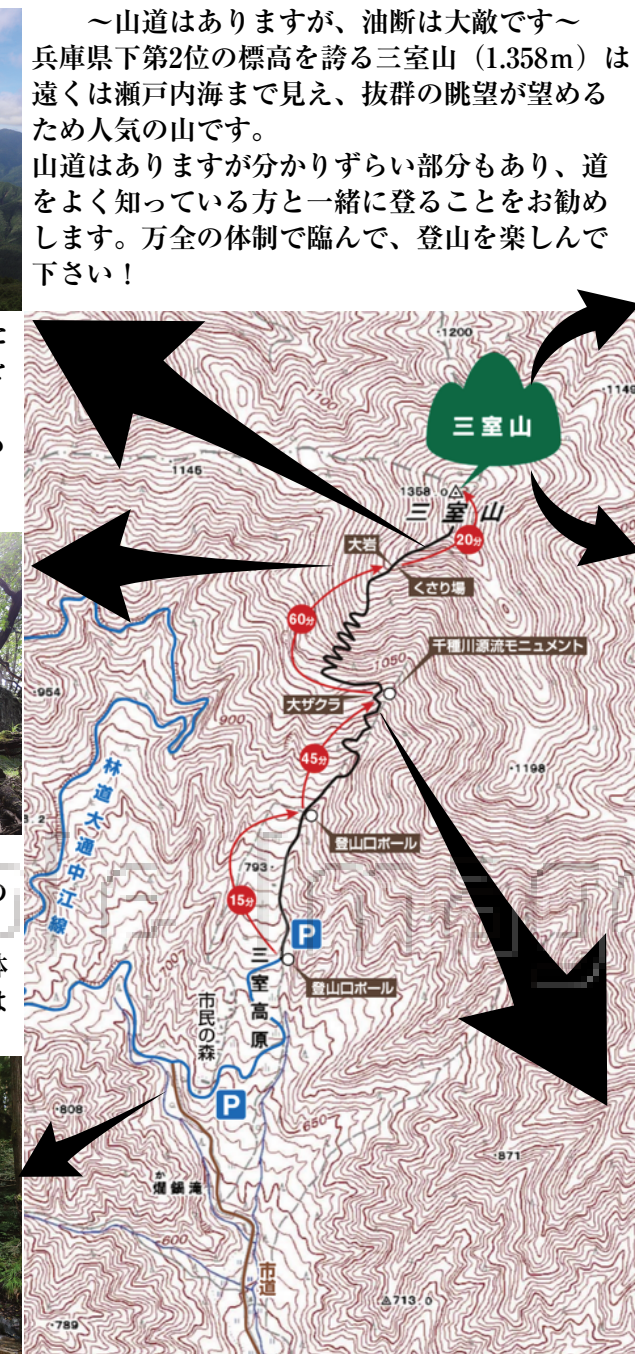 ～山道はありますが、油断は大敵です～
兵庫県下第2位の標高を誇る三室山（1.358m）は
遠くは瀬戸内海まで見え、抜群の眺望が望める
ため人気の山です。
山道はありますが分かりずらい部分もあり、道
をよく知っている方と一緒に登ることをお勧め
します。万全の体制で臨んで、登山を楽しんで
下さい！
・1200
1100
・1149
三室山
1145
1358.0
三室山
20分
大岩
くさり場
60分
千種川源流モニュメント
1050
大ザクラ
・954
900
45分
・1198
林道大通中江線
登山口ポール
793・
15分
P
登山口ポール
三室高原
700
市民の森
P
・808
650
・871
か
燗鍋滝
600
市道
713.0
・789